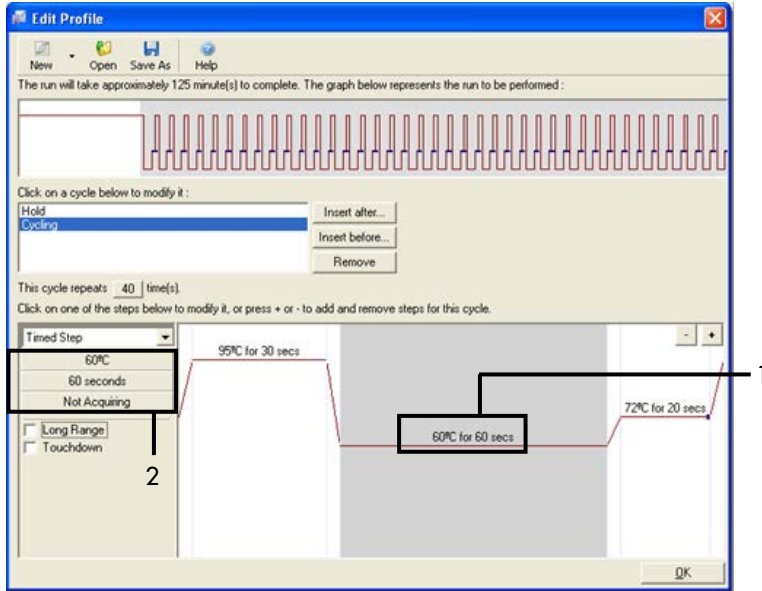 Edit Profile
New Open Save As Help
The run will take approximately 125 minute(s) to complete. The graph below represents the run to be performed :
Click on a cycle below to modify it :
Hold
Cycling
Insert after...
Insert before...
Remove
This cycle repeats 40 time(s).
Click on one of the steps below to modify it, or press + or - to add and remove steps for this cycle.
Timed Step
- +
60ºC
60 seconds
Not Acquiring
Long Range
Touchdown
95ºC for 30 secs
60ºC for 60 secs
72ºC for 20 secs
1
2
OK